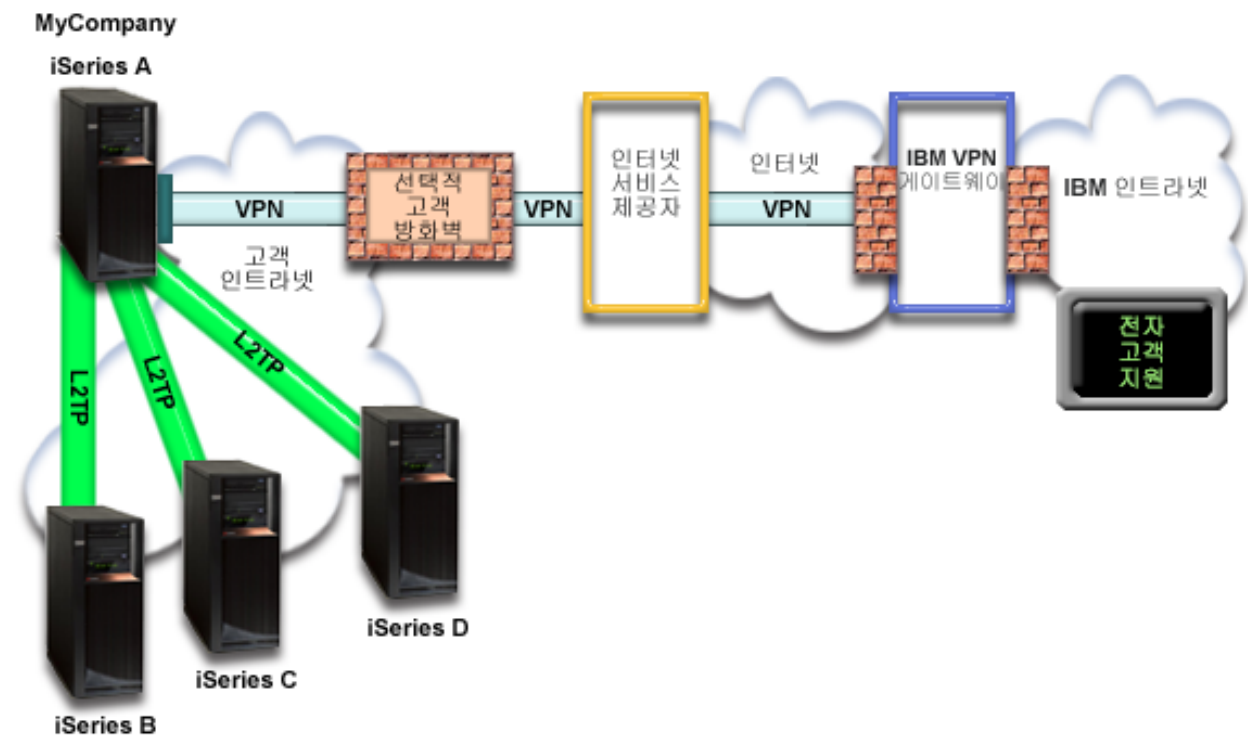 MyCompany
iSeries A
VPN
고객
인트라넷
선택적
고객
방화벽
VPN
인터넷
서비스
제공자
인터넷
VPN
IBM VPN
게이트웨이
IBM 인트라넷
전자
고객
지원
L2TP
L2TP
L2TP
iSeries D
iSeries C
iSeries B